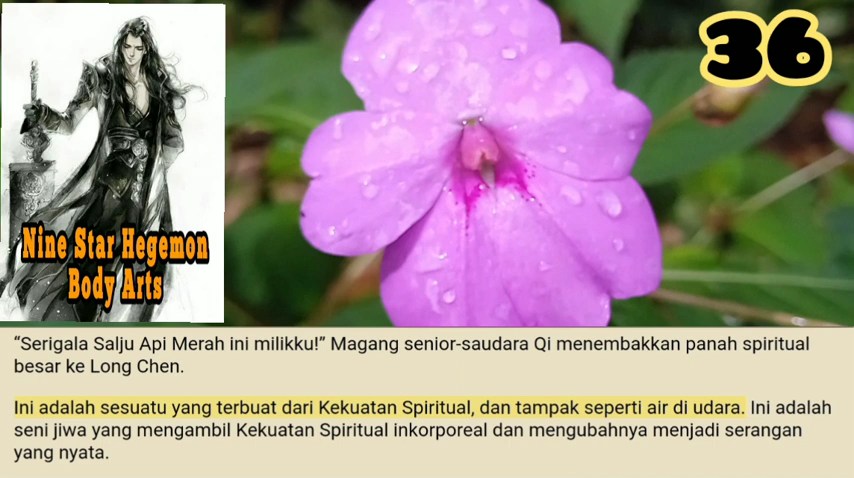 36
Nine Star Hegemon
Body Arts
“Serigala Salju Api Merah ini milikku!” Magang senior-saudara Qi menembakkan panah spiritual
besar ke Long Chen.
Ini adalah sesuatu yang terbuat dari Kekuatan Spiritual, dan tampak seperti air di udara. Ini adalah
seni jiwa yang mengambil Kekuatan Spiritual inkorporeal dan mengubahnya menjadi serangan
yang nyata.